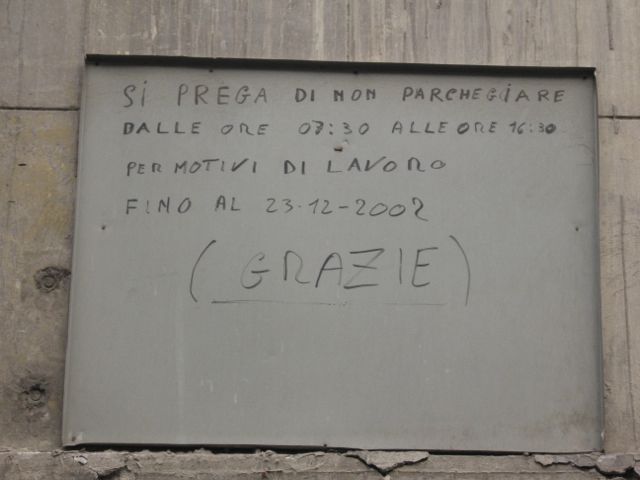 Si PREGA DI NON PARCHEGGIARE
DALLE ORE 07:30 ALLE ORE 16:30
PER MOTIVI DI LAVORO
FINO AL 23-12-2002
(GRAZIE)